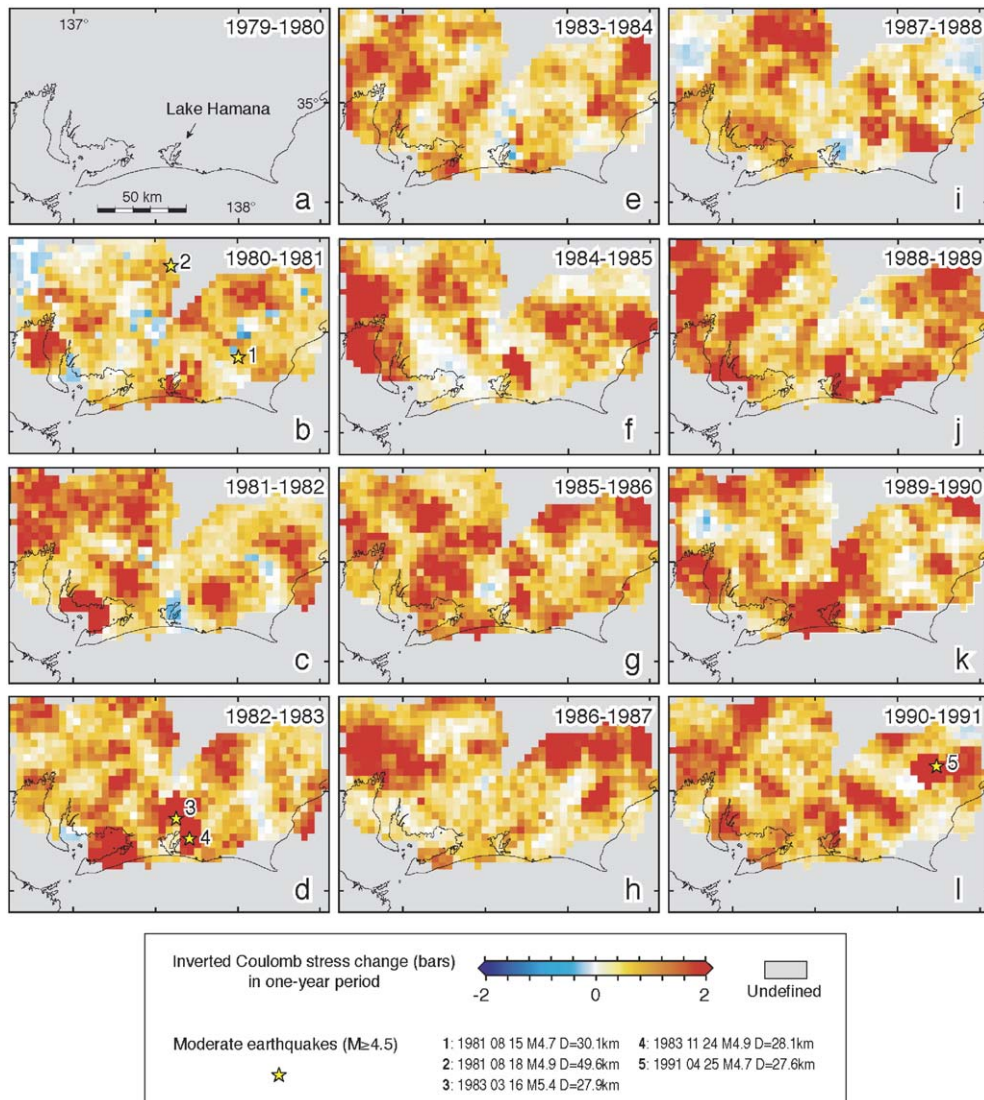 137°
1979-1980
Lake Hamana
35°
50 km
138°
a
1983-1984
e
1987-1988
i
2
1980-1981
1
b
1984-1985
f
1988-1989
j
1981-1982
c
1985-1986
g
1989-1990
k
1982-1983
3
4
d
1986-1987
h
1990-1991
5
l
Inverted Coulomb stress change (bars)
in one-year period
-2
0
2
Undefined
Moderate earthquakes (M≥4.5)
1: 1981 08 15 M4.7 D=30.1km
2: 1981 08 18 M4.9 D=49.6km
3: 1983 03 16 M5.4 D=27.9km
4: 1983 11 24 M4.9 D=28.1km
5: 1991 04 25 M4.7 D=27.6km